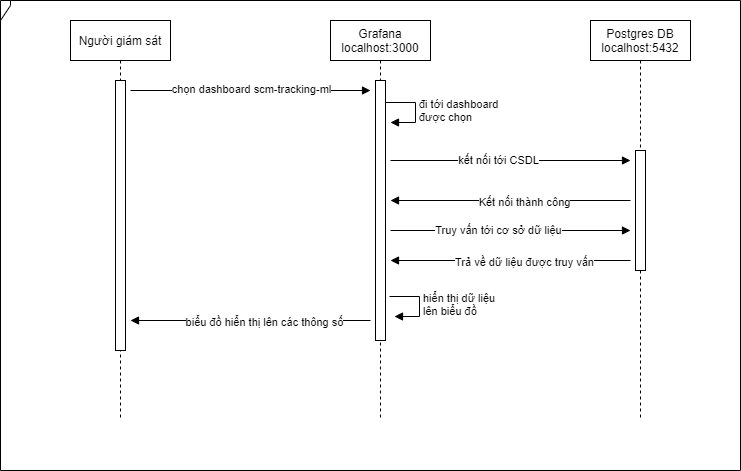 Người giám sát
Grafana
localhost:3000
Postgres DB
localhost:5432
chọn dashboard scm-tracking-ml
đi tới dashboard
được chọn
kết nối tới CSDL
Kết nối thành công
Truy vấn tới cơ sở dữ liệu
Trả về dữ liệu được truy vấn
hiển thị dữ liệu
lên biểu đồ
biểu đồ hiển thị lên các thông số